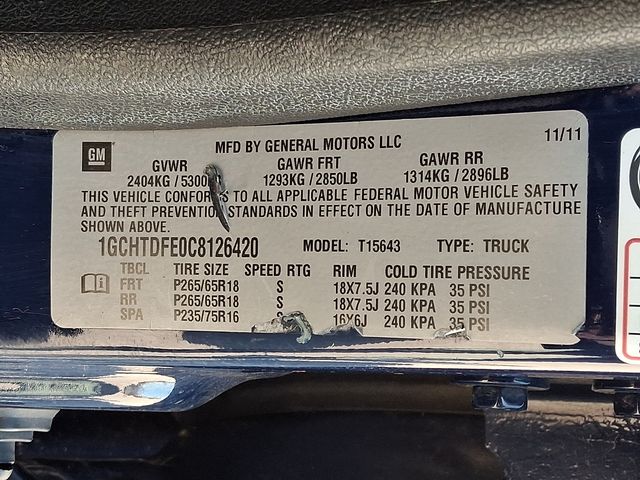 GM
MFD BY GENERAL MOTORS LLC 11/11
GVWR GAWR FRT GAWR RR
2404KG / 5300 1293KG / 2850LB 1314KG / 2896LB
THIS VEHICLE CONFORMS TO ALL APPLICABLE FEDERAL MOTOR VEHICLE SAFETY
AND THEFT PREVENTION STANDARDS IN EFFECT ON THE DATE OF MANUFACTURE
SHOWN ABOVE.
1GCHTDFE0C8126420 MODEL: T15643 TYPE: TRUCK
TBCL TIRE SIZE SPEED RTG RIM COLD TIRE PRESSURE
FRT P265/65R18 S 18X7.5J 240 KPA 35 PSI
RR P265/65R18 S 18X7.5J 240 KPA 35 PSI
SPA P235/75R16 S 16X6J 240 KPA 35 PSI